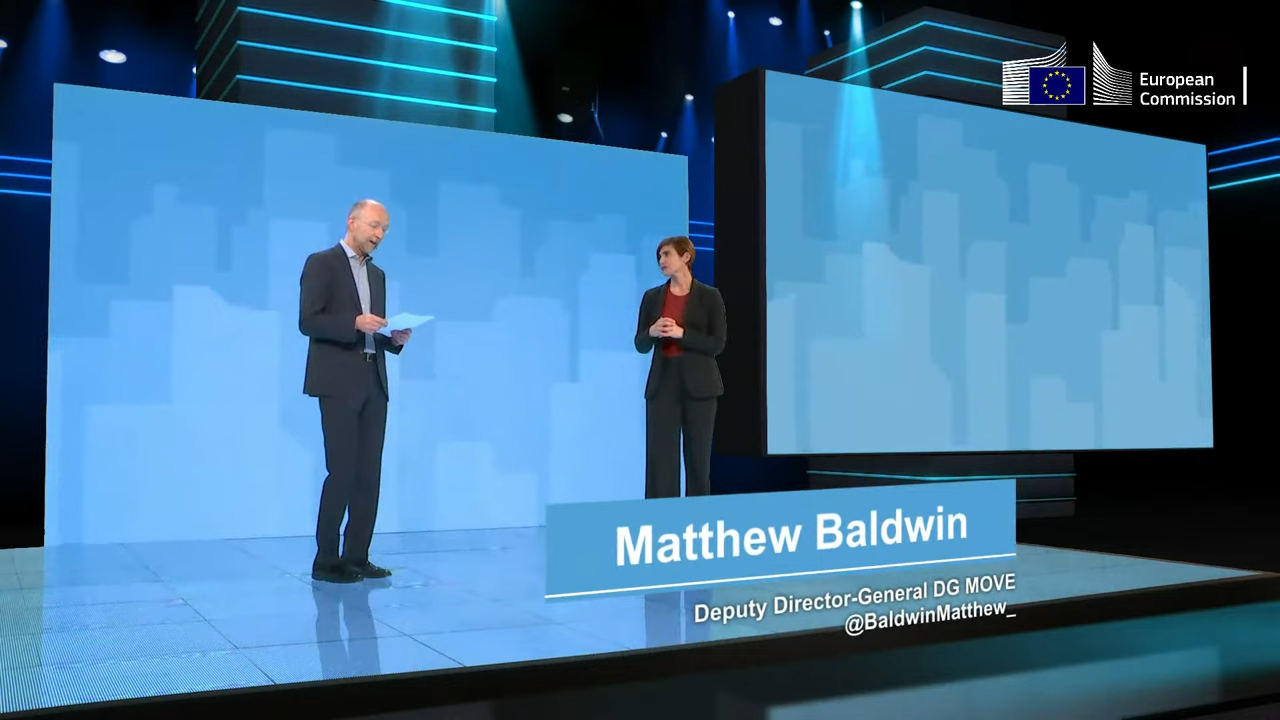 European
Commission
Matthew Baldwin
Deputy Director-General DG MOVE
@BaldwinMatthew_